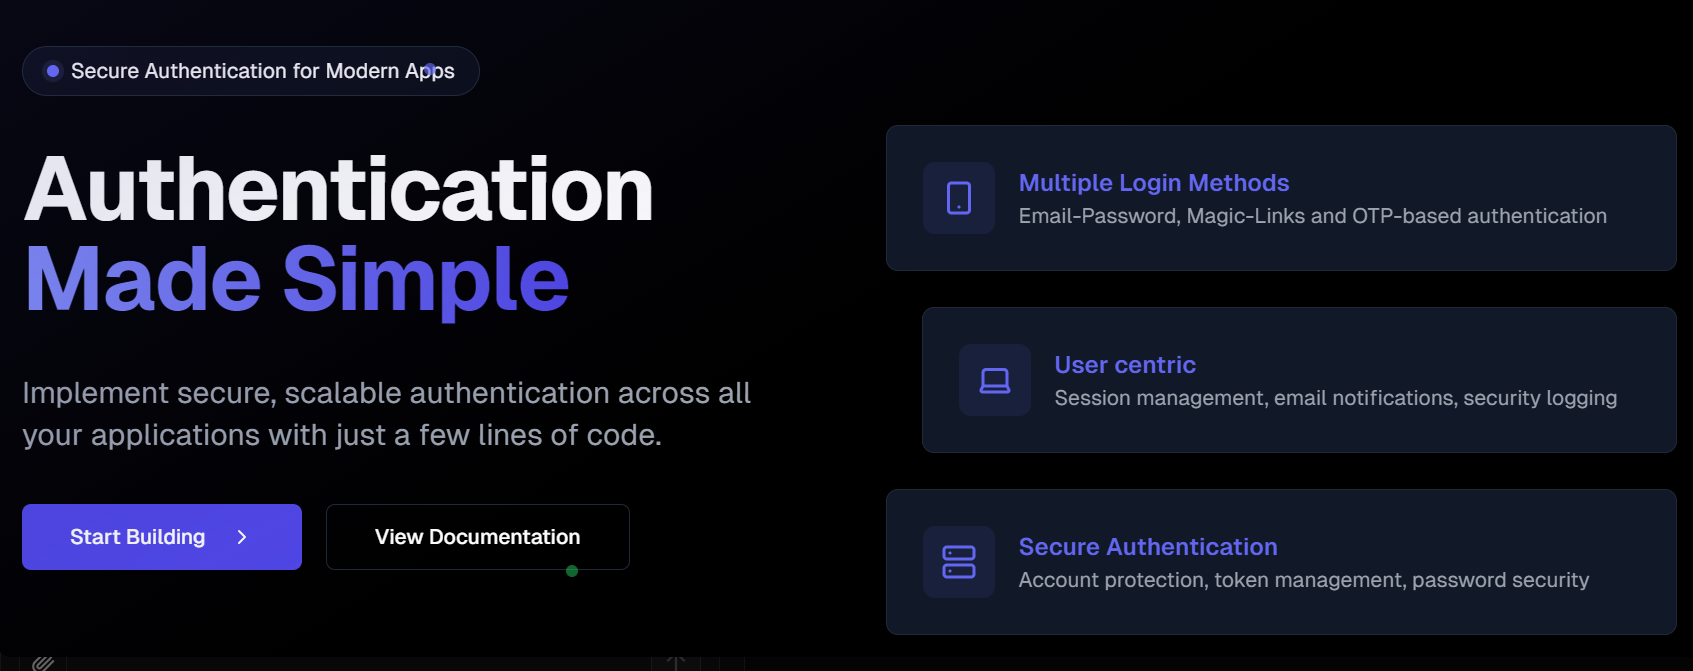 Secure Authentication for Modern Apps
Authentication
Made Simple
Implement secure, scalable authentication across all
your applications with just a few lines of code.
Start Building
View Documentation
Multiple Login Methods
Email-Password, Magic-Links and OTP-based authentication
User centric
Session management, email notifications, security logging
Secure Authentication
Account protection, token management, password security